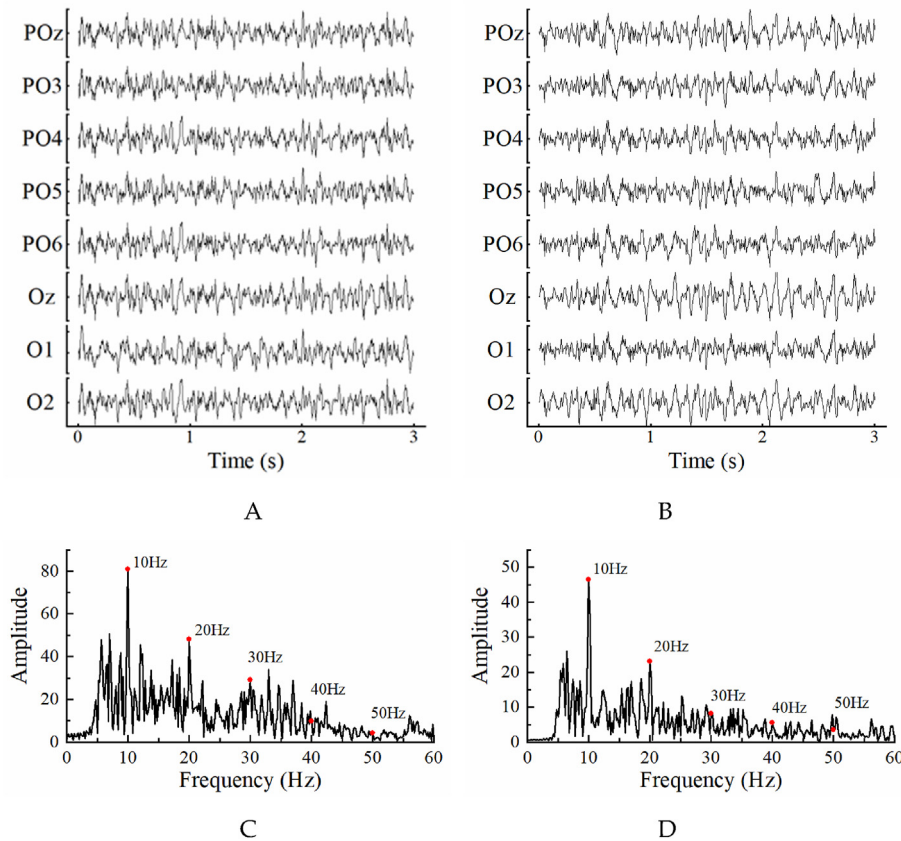 POz
PO3
PO4
PO5
PO6
Oz
O1
O2
0 1 2 3
Time (s)
A
POz
PO3
PO4
PO5
PO6
Oz
O1
O2
0 1 2 3
Time (s)
B
Amplitude
80
60
40
20
0
10Hz
20Hz
30Hz
40Hz
50Hz
0 10 20 30 40 50 60
Frequency (Hz)
C
Amplitude
50
40
30
20
10
0
10Hz
20Hz
30Hz
40Hz
50Hz
0 10 20 30 40 50 60
Frequency (Hz)
D